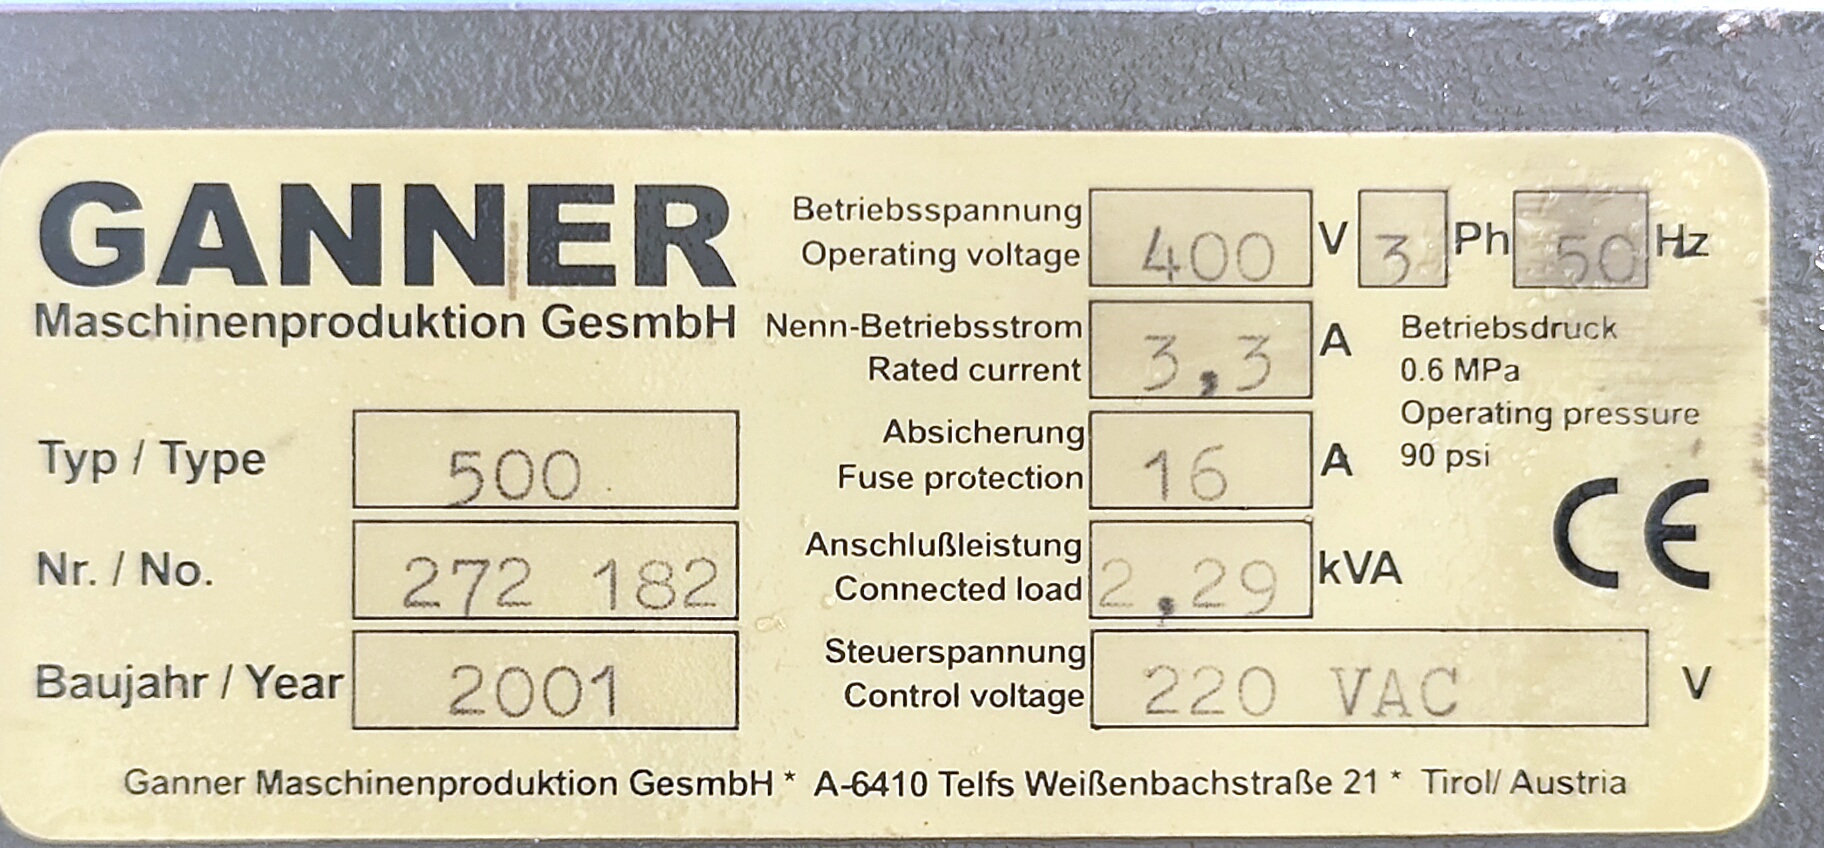 GANNER
Maschinenproduktion GesmbH
Typ / Type 500
Nr. / No. 272 182
Baujahr / Year 2001
Betriebsspannung
Operating voltage 400 V 3 Ph 50 Hz
Nenn-Betriebsstrom
Rated current 3,3 A
Absicherung
Fuse protection 16 A
Anschlußleistung
Connected load 2,29 kVA
Steuerspannung
Control voltage 220 VAC V
Betriebsdruck
0.6 MPa
Operating pressure
90 psi
CE
Ganner Maschinenproduktion GesmbH * A-6410 Telfs Weißenbachstraße 21 * Tirol/ Austria